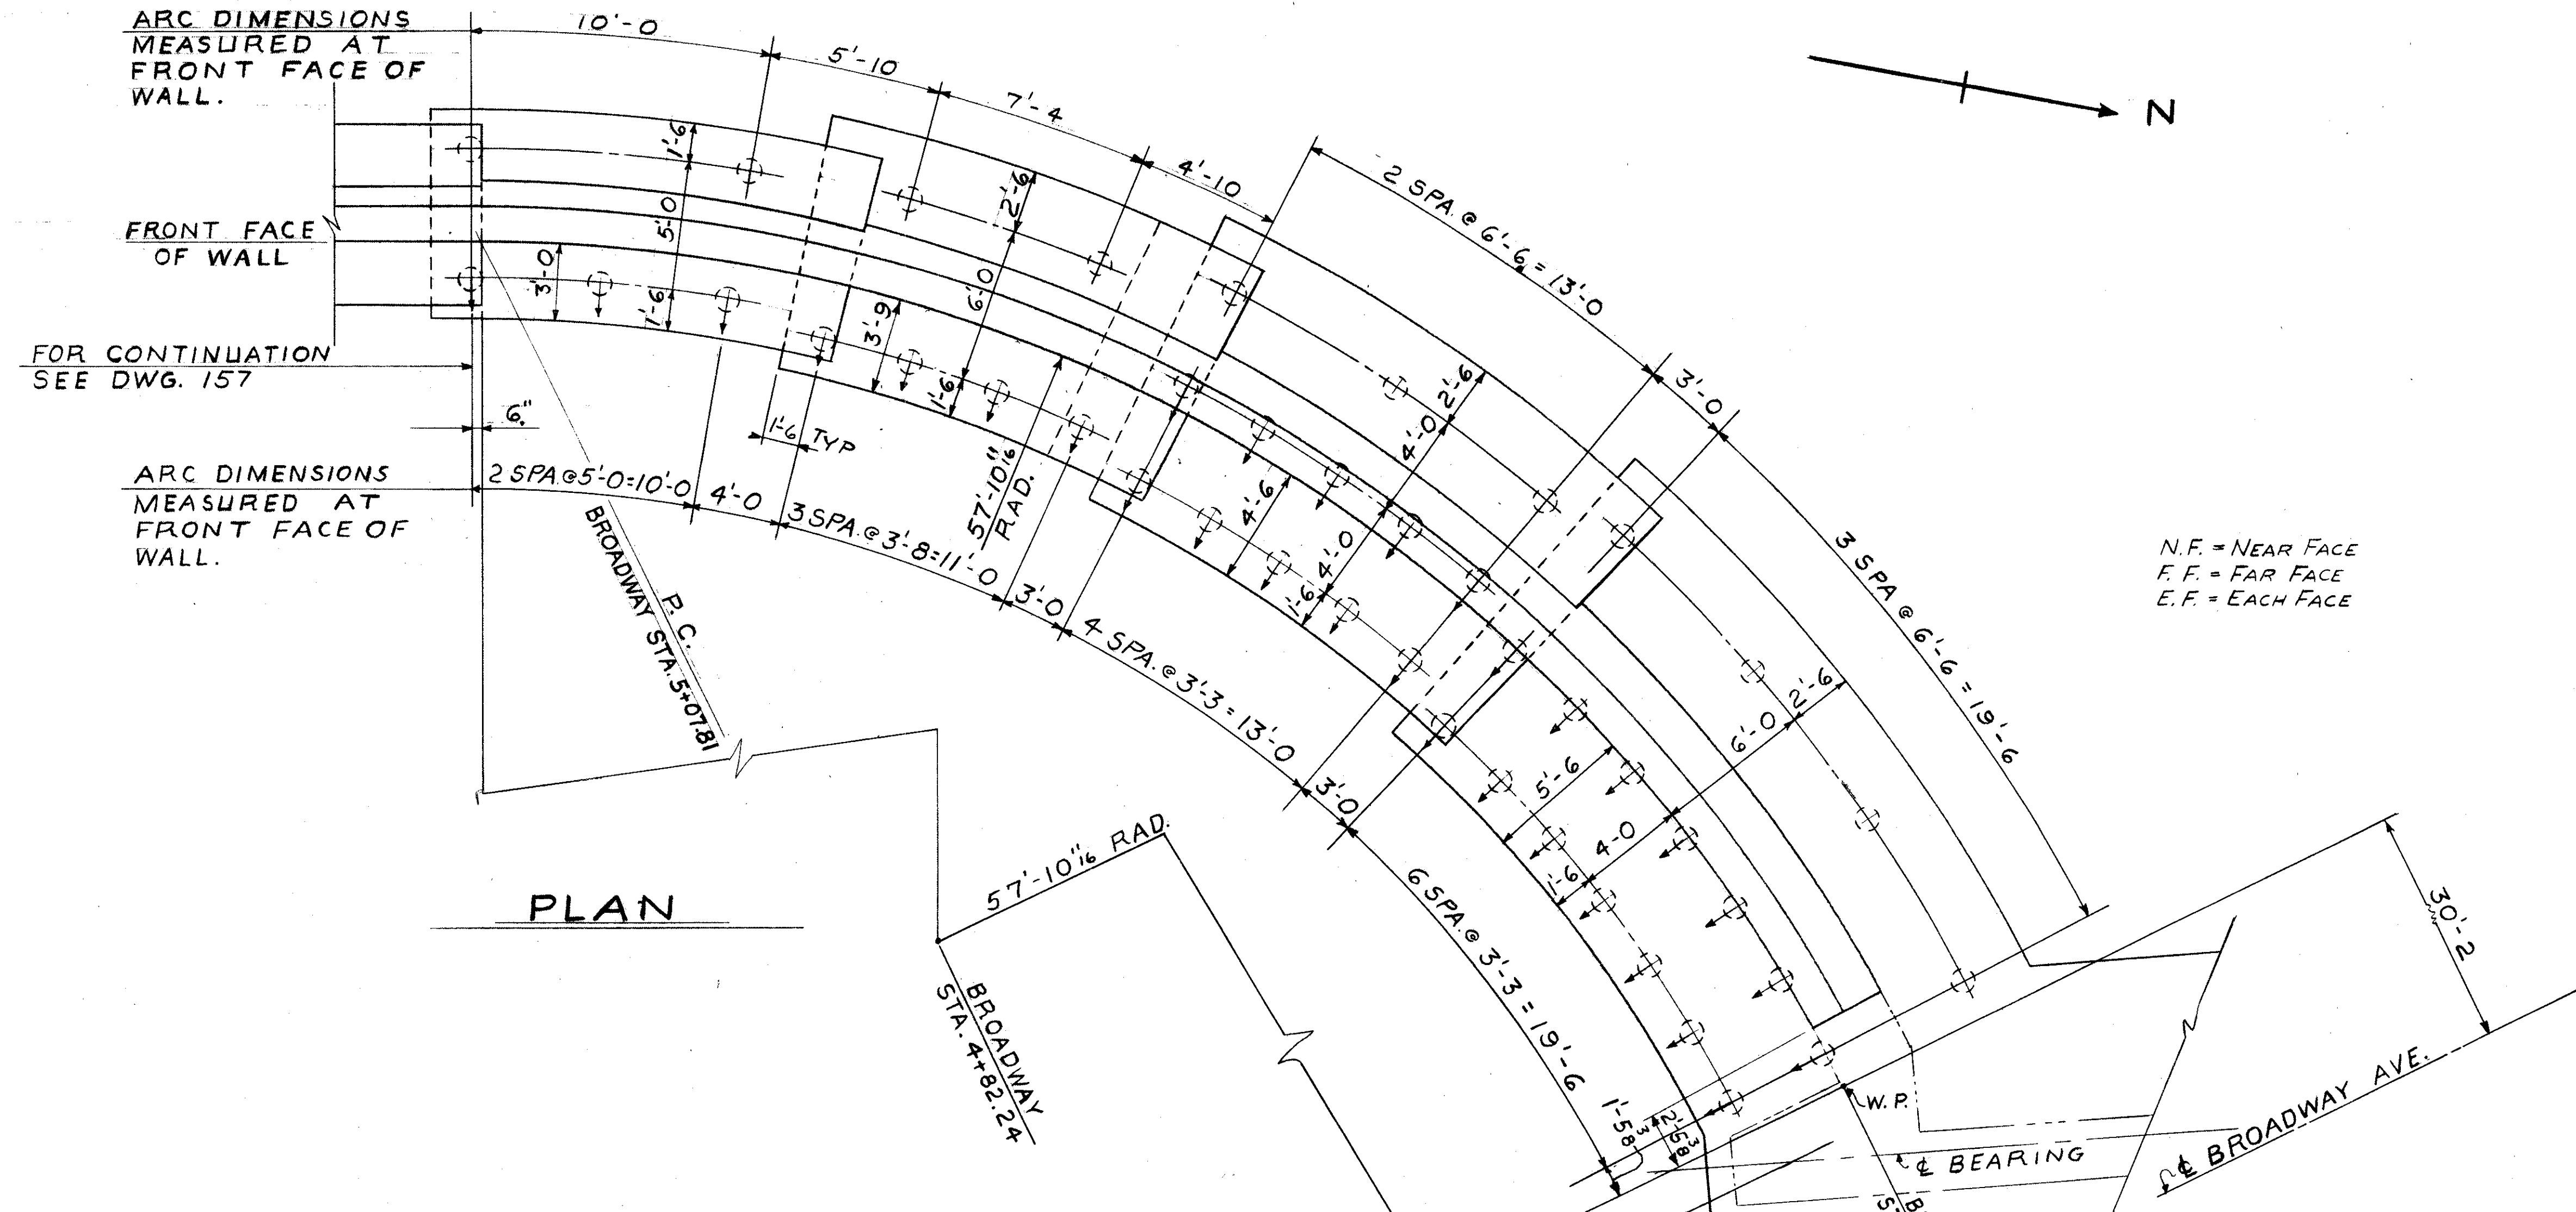 ARC DIMENSIONS
MEASURED AT
FRONT FACE OF
WALL.
10'-0
5'-10
7'-4
4'-10
2 SPA. @ 6'-6 = 13'-0
3'-0
3 SPA @ 6'-6 = 19'-6
N
1'-6
5'-0
3'-0
1'-6
2'-6
6'-0
3'-9
1'-6
2'-6
4'-0
4'-6
4'-0
1'-6
2'-6
6'-0
5'-6
4-0
1'-6
FRONT FACE
OF WALL
FOR CONTINUATION
SEE DWG. 157
6"
1'-6 TYP
57'-10"16
RAD.
ARC DIMENSIONS
MEASURED AT
FRONT FACE OF
WALL.
2 SPA. @ 5'-0 = 10'-0
4'-0
3 SPA. @ 3'-8 = 11'-0
3'-0
4 SPA. @ 3'-3 = 13'-0
3'-0
6 SPA. @ 3'-3 = 19'-6
P. C.
BROADWAY STA. 5+07.81
N.F. = NEAR FACE
F. F. = FAR FACE
E.F. = EACH FACE
PLAN
57'-10"16 RAD.
BROADWAY
STA. 4+82.24
30'-2
1'-5 3/8
2'-5 3/8
W.P.
℄ BEARING
℄ BROADWAY AVE.